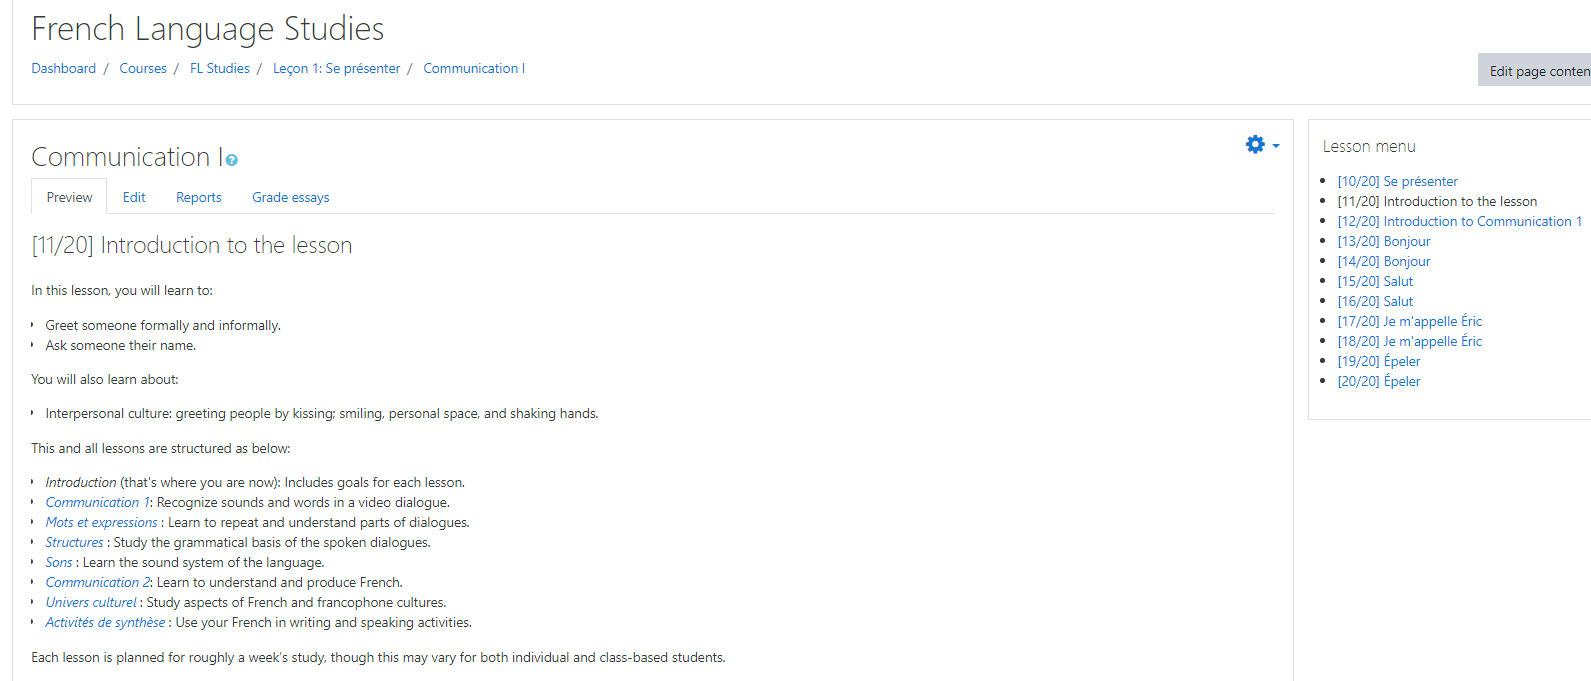 French Language Studies
Dashboard / Courses / FL Studies / Leçon 1: Se présenter / Communication I
Edit page conten
Communication I
Preview Edit Reports Grade essays
[11/20] Introduction to the lesson
In this lesson, you will learn to:
Greet someone formally and informally.
Ask someone their name.
You will also learn about:
Interpersonal culture: greeting people by kissing; smiling, personal space, and shaking hands.
This and all lessons are structured as below:
Introduction (that's where you are now): Includes goals for each lesson.
Communication 1: Recognize sounds and words in a video dialogue.
Mots et expressions : Learn to repeat and understand parts of dialogues.
Structures : Study the grammatical basis of the spoken dialogues.
Sons : Learn the sound system of the language.
Communication 2: Learn to understand and produce French.
Univers culturel : Study aspects of French and francophone cultures.
Activités de synthèse : Use your French in writing and speaking activities.
Each lesson is planned for roughly a week’s study, though this may vary for both individual and class-based students.
Lesson menu
[10/20] Se présenter
[11/20] Introduction to the lesson
[12/20] Introduction to Communication 1
[13/20] Bonjour
[14/20] Bonjour
[15/20] Salut
[16/20] Salut
[17/20] Je m'appelle Éric
[18/20] Je m'appelle Éric
[19/20] Épeler
[20/20] Épeler